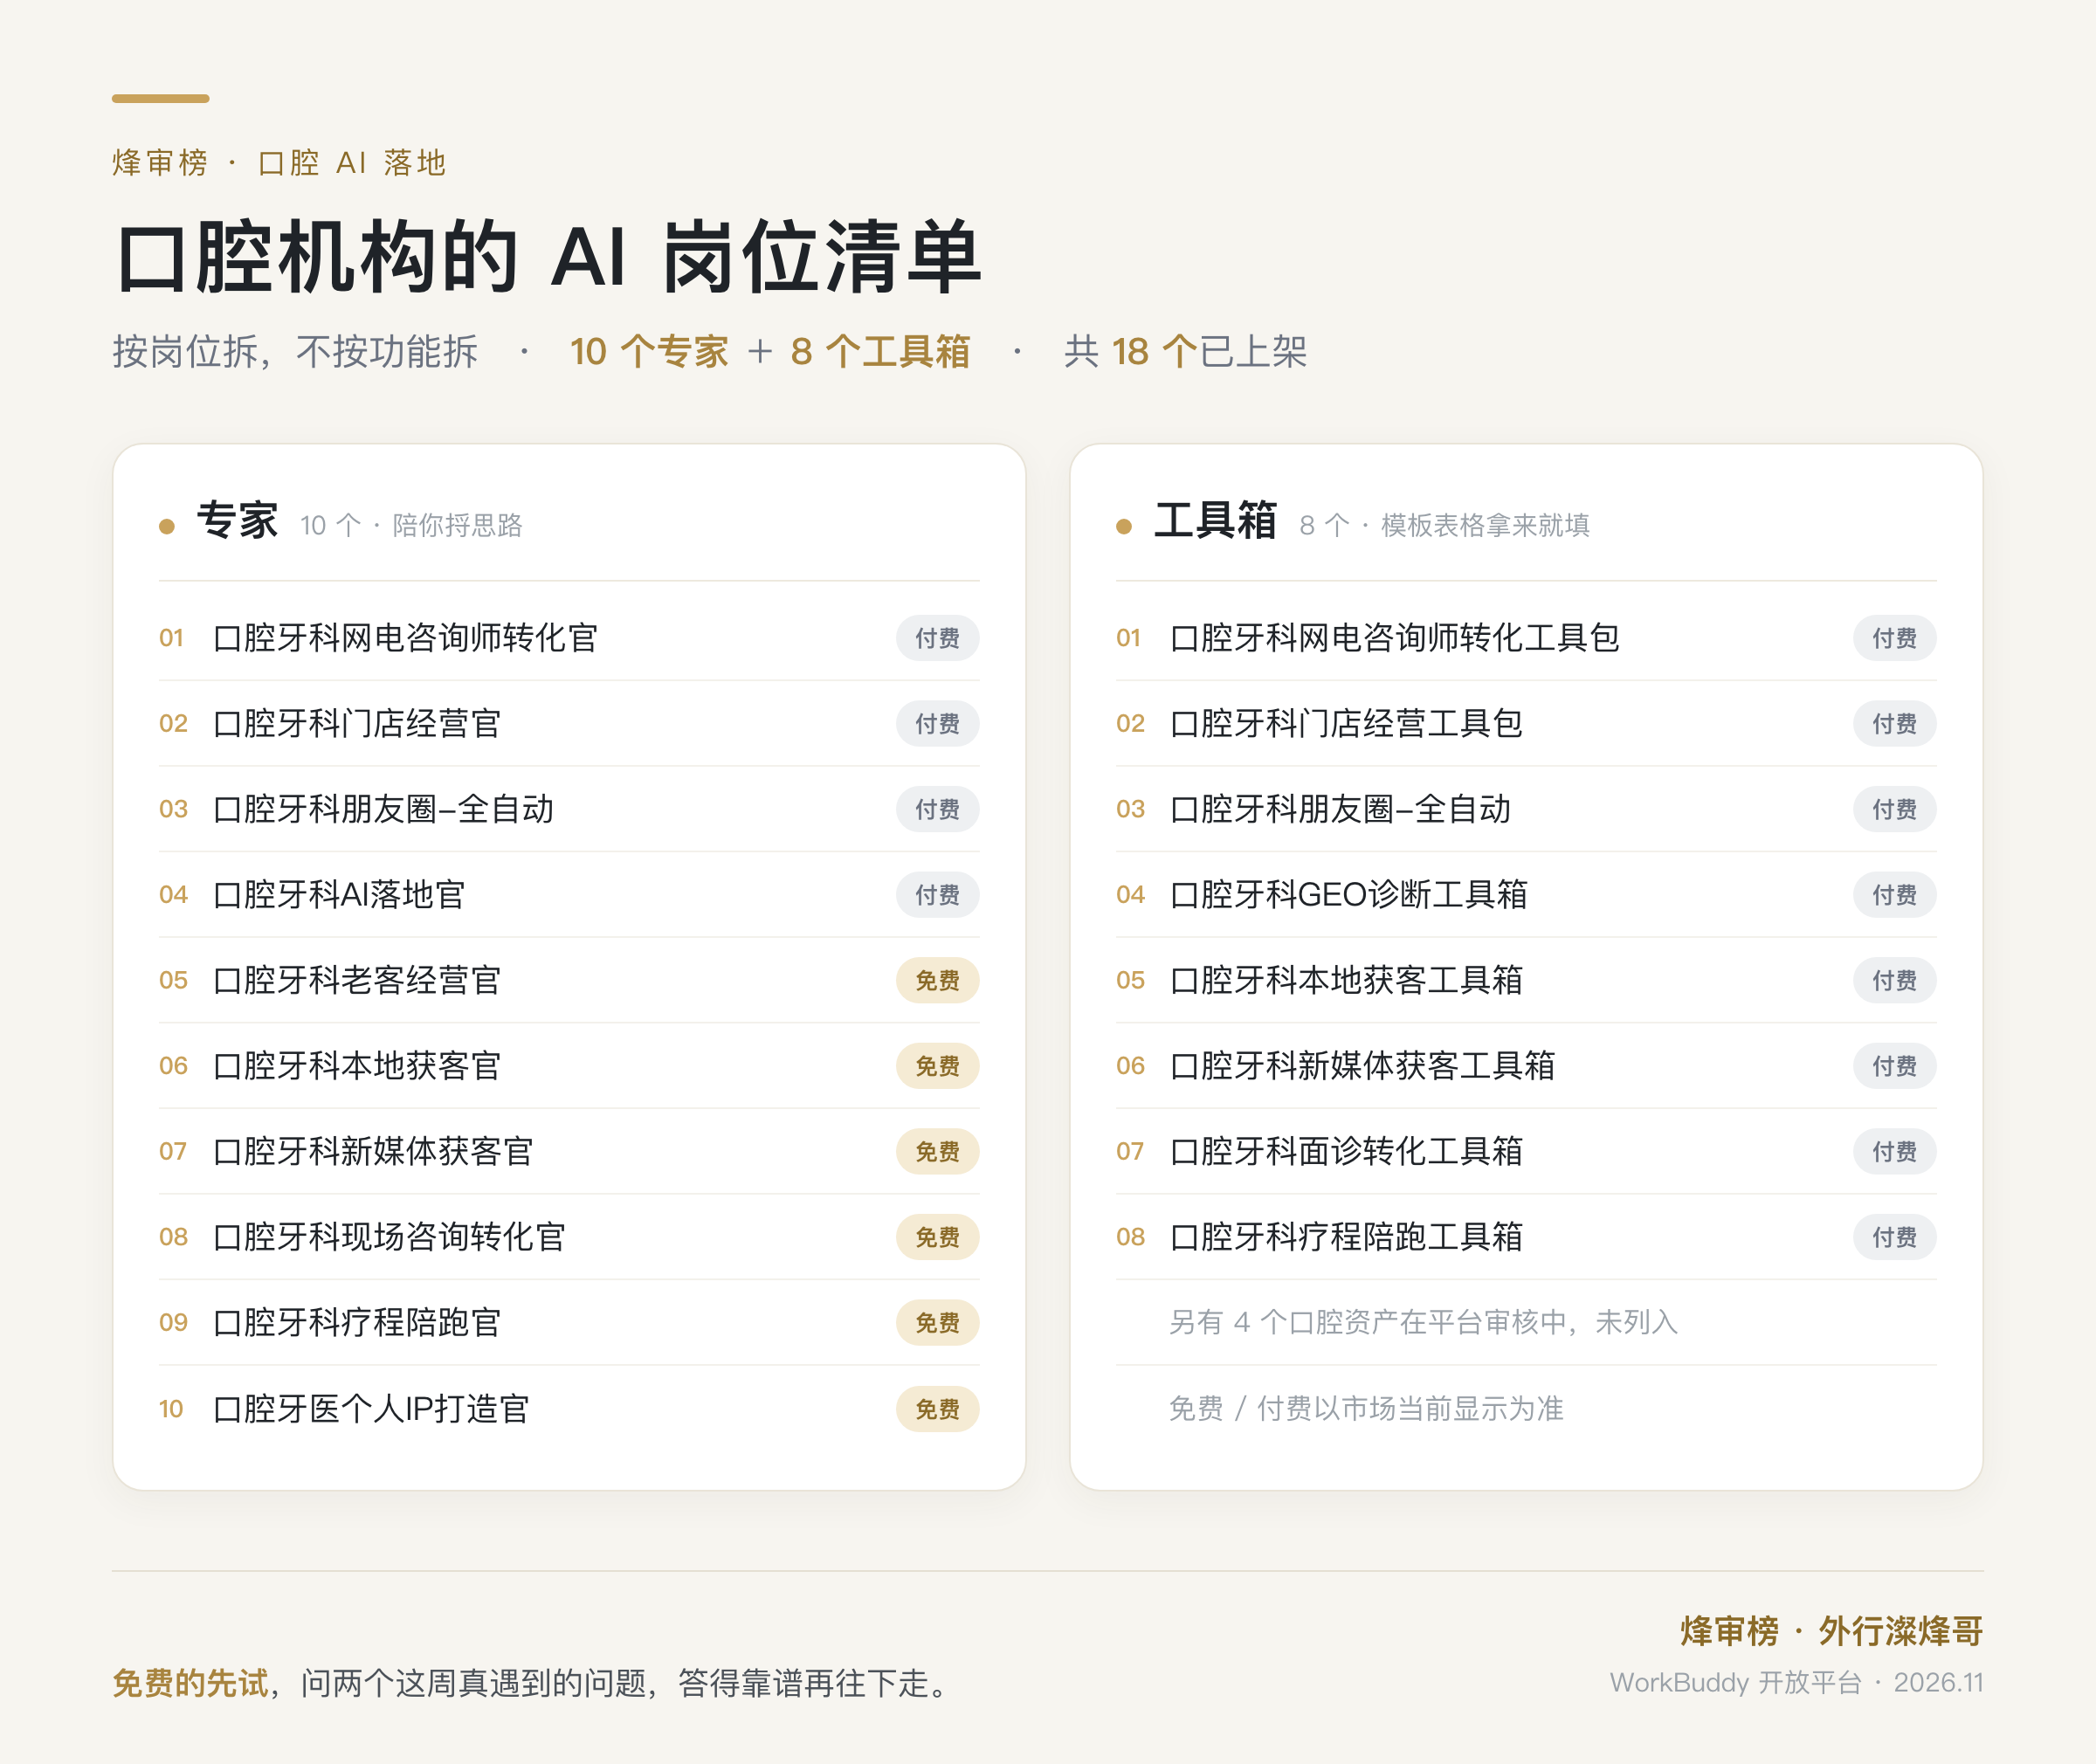 烽审榜 · 口腔 AI 落地
口腔机构的 AI 岗位清单
按岗位拆，不按功能拆 · 10 个专家 + 8 个工具箱 · 共 18 个已上架
专家 10 个 · 陪你捋思路
01 口腔牙科网电咨询师转化官 付费
02 口腔牙科门店经营官 付费
03 口腔牙科朋友圈–全自动 付费
04 口腔牙科AI落地官 付费
05 口腔牙科老客经营官 免费
06 口腔牙科本地获客官 免费
07 口腔牙科新媒体获客官 免费
08 口腔牙科现场咨询转化官 免费
09 口腔牙科疗程陪跑官 免费
10 口腔牙医个人IP打造官 免费
工具箱 8 个 · 模板表格拿来就填
01 口腔牙科网电咨询师转化工具包 付费
02 口腔牙科门店经营工具包 付费
03 口腔牙科朋友圈–全自动 付费
04 口腔牙科GEO诊断工具箱 付费
05 口腔牙科本地获客工具箱 付费
06 口腔牙科新媒体获客工具箱 付费
07 口腔牙科面诊转化工具箱 付费
08 口腔牙科疗程陪跑工具箱 付费
另有 4 个口腔资产在平台审核中，未列入
免费 / 付费以市场当前显示为准
免费的先试，问两个这周真遇到的问题，答得靠谱再往下走。
烽审榜 · 外行澯烽哥
WorkBuddy 开放平台 · 2026.11